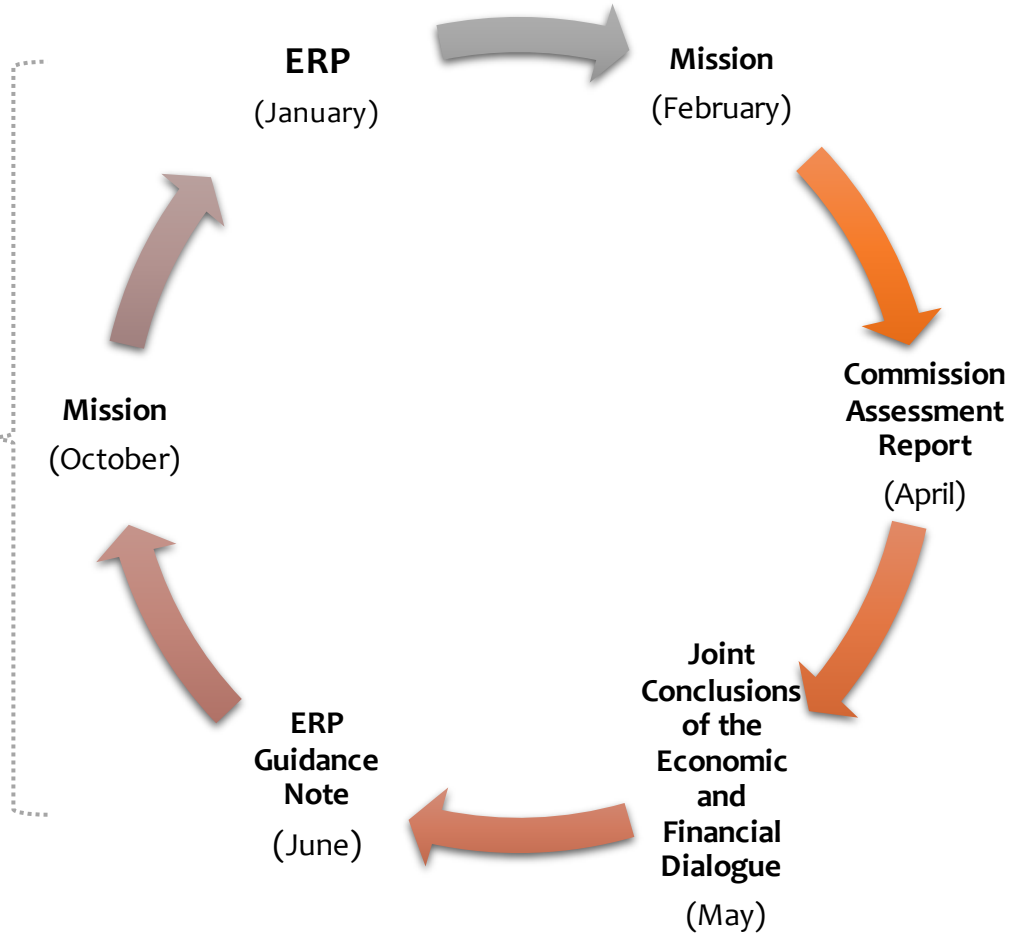 ERP
(January)
Mission
(February)
Commission
Assessment
Report
(April)
Joint
Conclusions
of the
Economic
and
Financial
Dialogue
(May)
ERP
Guidance
Note
(June)
Mission
(October)